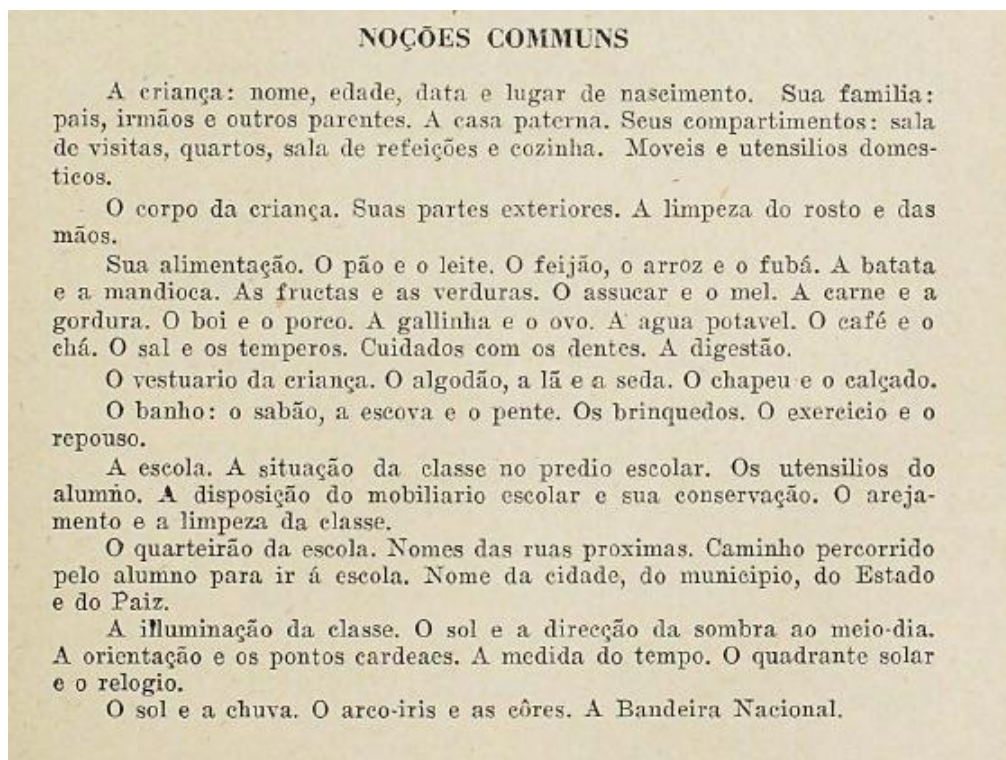 NOÇÕES COMMUNS
A criança: nome, edade, data e lugar de nascimento. Sua familia:
pais, irmãos e outros parentes. A casa paterna. Seus compartimentos: sala
de visitas, quartos, sala de refeições e cozinha. Moveis e utensilios domes-
ticos.
O corpo da criança. Suas partes exteriores. A limpeza do rosto e das
mãos.
Sua alimentação. O pão e o leite. O feijão, o arroz e o fubá. A batata
e a mandioca. As fructas e as verduras. O assucar e o mel. A carne e a
gordura. O boi e o porco. A gallinha e o ovo. A agua potavel. O café e o
chá. O sal e os temperos. Cuidados com os dentes. A digestão.
O vestuario da criança. O algodão, a lã e a seda. O chapeu e o calçado.
O banho: o sabão, a escova e o pente. Os brinquedos. O exercicio e o
repouso.
A escola. A situação da classe no predio escolar. Os utensilios do
alumno. A disposição do mobiliario escolar e sua conservação. O areja-
mento e a limpeza da classe.
O quarteirão da escola. Nomes das ruas proximas. Caminho percorrido
pelo alumno para ir á escola. Nome da cidade, do municipio, do Estado
e do Paiz.
A illuminação da classe. O sol e a direcção da sombra ao meio-dia.
A orientação e os pontos cardeaes. A medida do tempo. O quadrante solar
e o relogio.
O sol e a chuva. O arco-iris e as côres. A Bandeira Nacional.